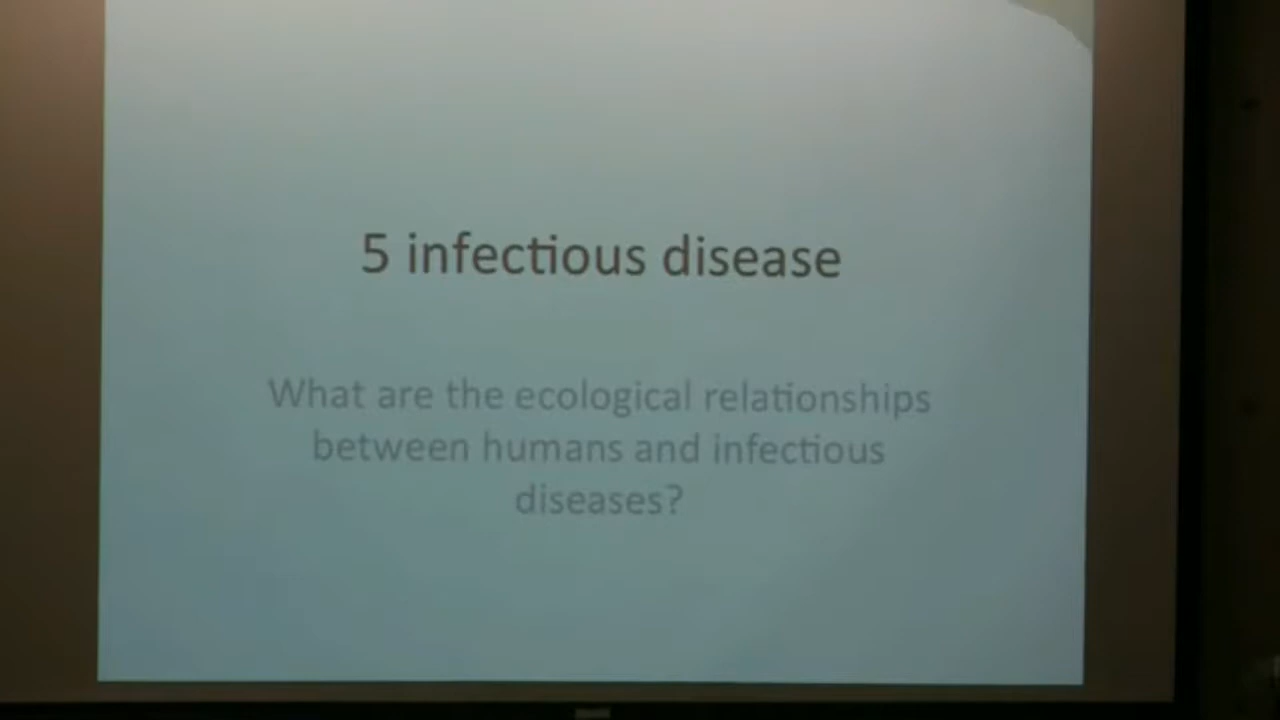 5 infectious disease
What are the ecological relationships
between humans and infectious
diseases?